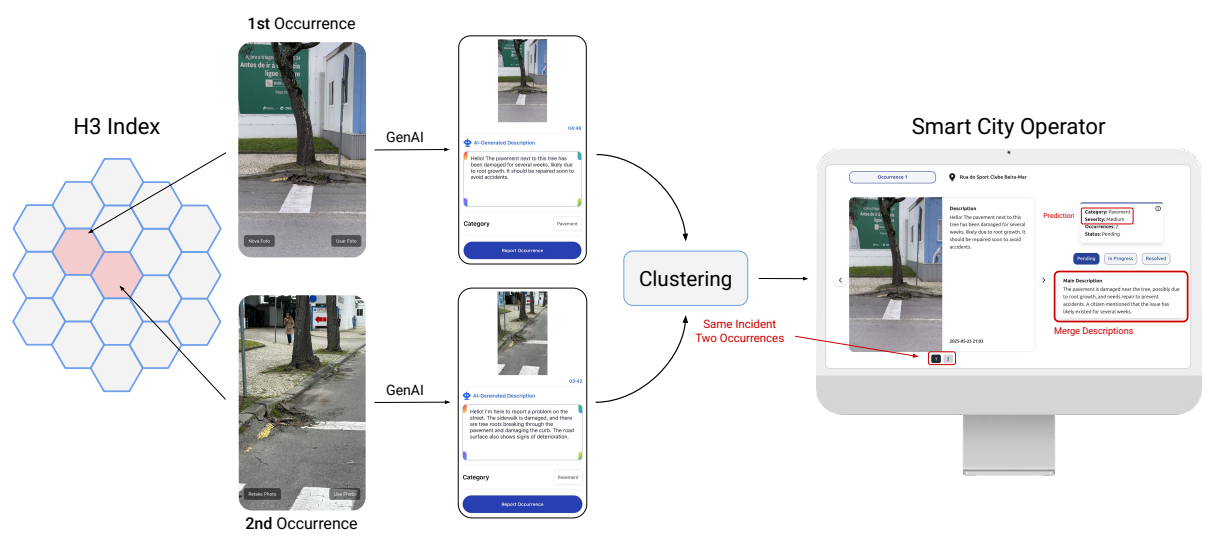 1st Occurrence
H3 Index
Antes de ir à
ligue
Nova Foto
User Foto
GenAI
04:46
AI-Generated Description
Hello! The pavement next to this tree has
been damaged for several weeks, likely due
to root growth. It should be repaired soon to
avoid accidents.
Category
Pavement
Report Occurrence
Retake Photo
Use Photo
2nd Occurrence
GenAI
03:42
AI-Generated Description
Hello! I'm here to report a problem on the
street. The sidewalk is damaged, and there
are tree roots breaking through the
pavement and damaging the curb. The road
surface also shows signs of deterioration.
Category
Pavement
Report Occurrence
Clustering
Same Incident
Two Occurrences
Smart City Operator
Occurrence 1
Rua do Sport Clube Beira-Mar
Description
Hello! The pavement next to this
tree has been damaged for several
weeks, likely due to root growth. It
should be repaired soon to avoid
accidents.
2025-05-25 21:03
1 2
Prediction
Category: Pavement
Severity: Medium
Occurrences: 2
Status: Pending
Pending
In Progress
Resolved
Main Description
The pavement is damaged near the tree, possibly due
to root growth, and needs repair to prevent
accidents. A citizen mentioned that the issue has
likely existed for several weeks.
Merge Descriptions